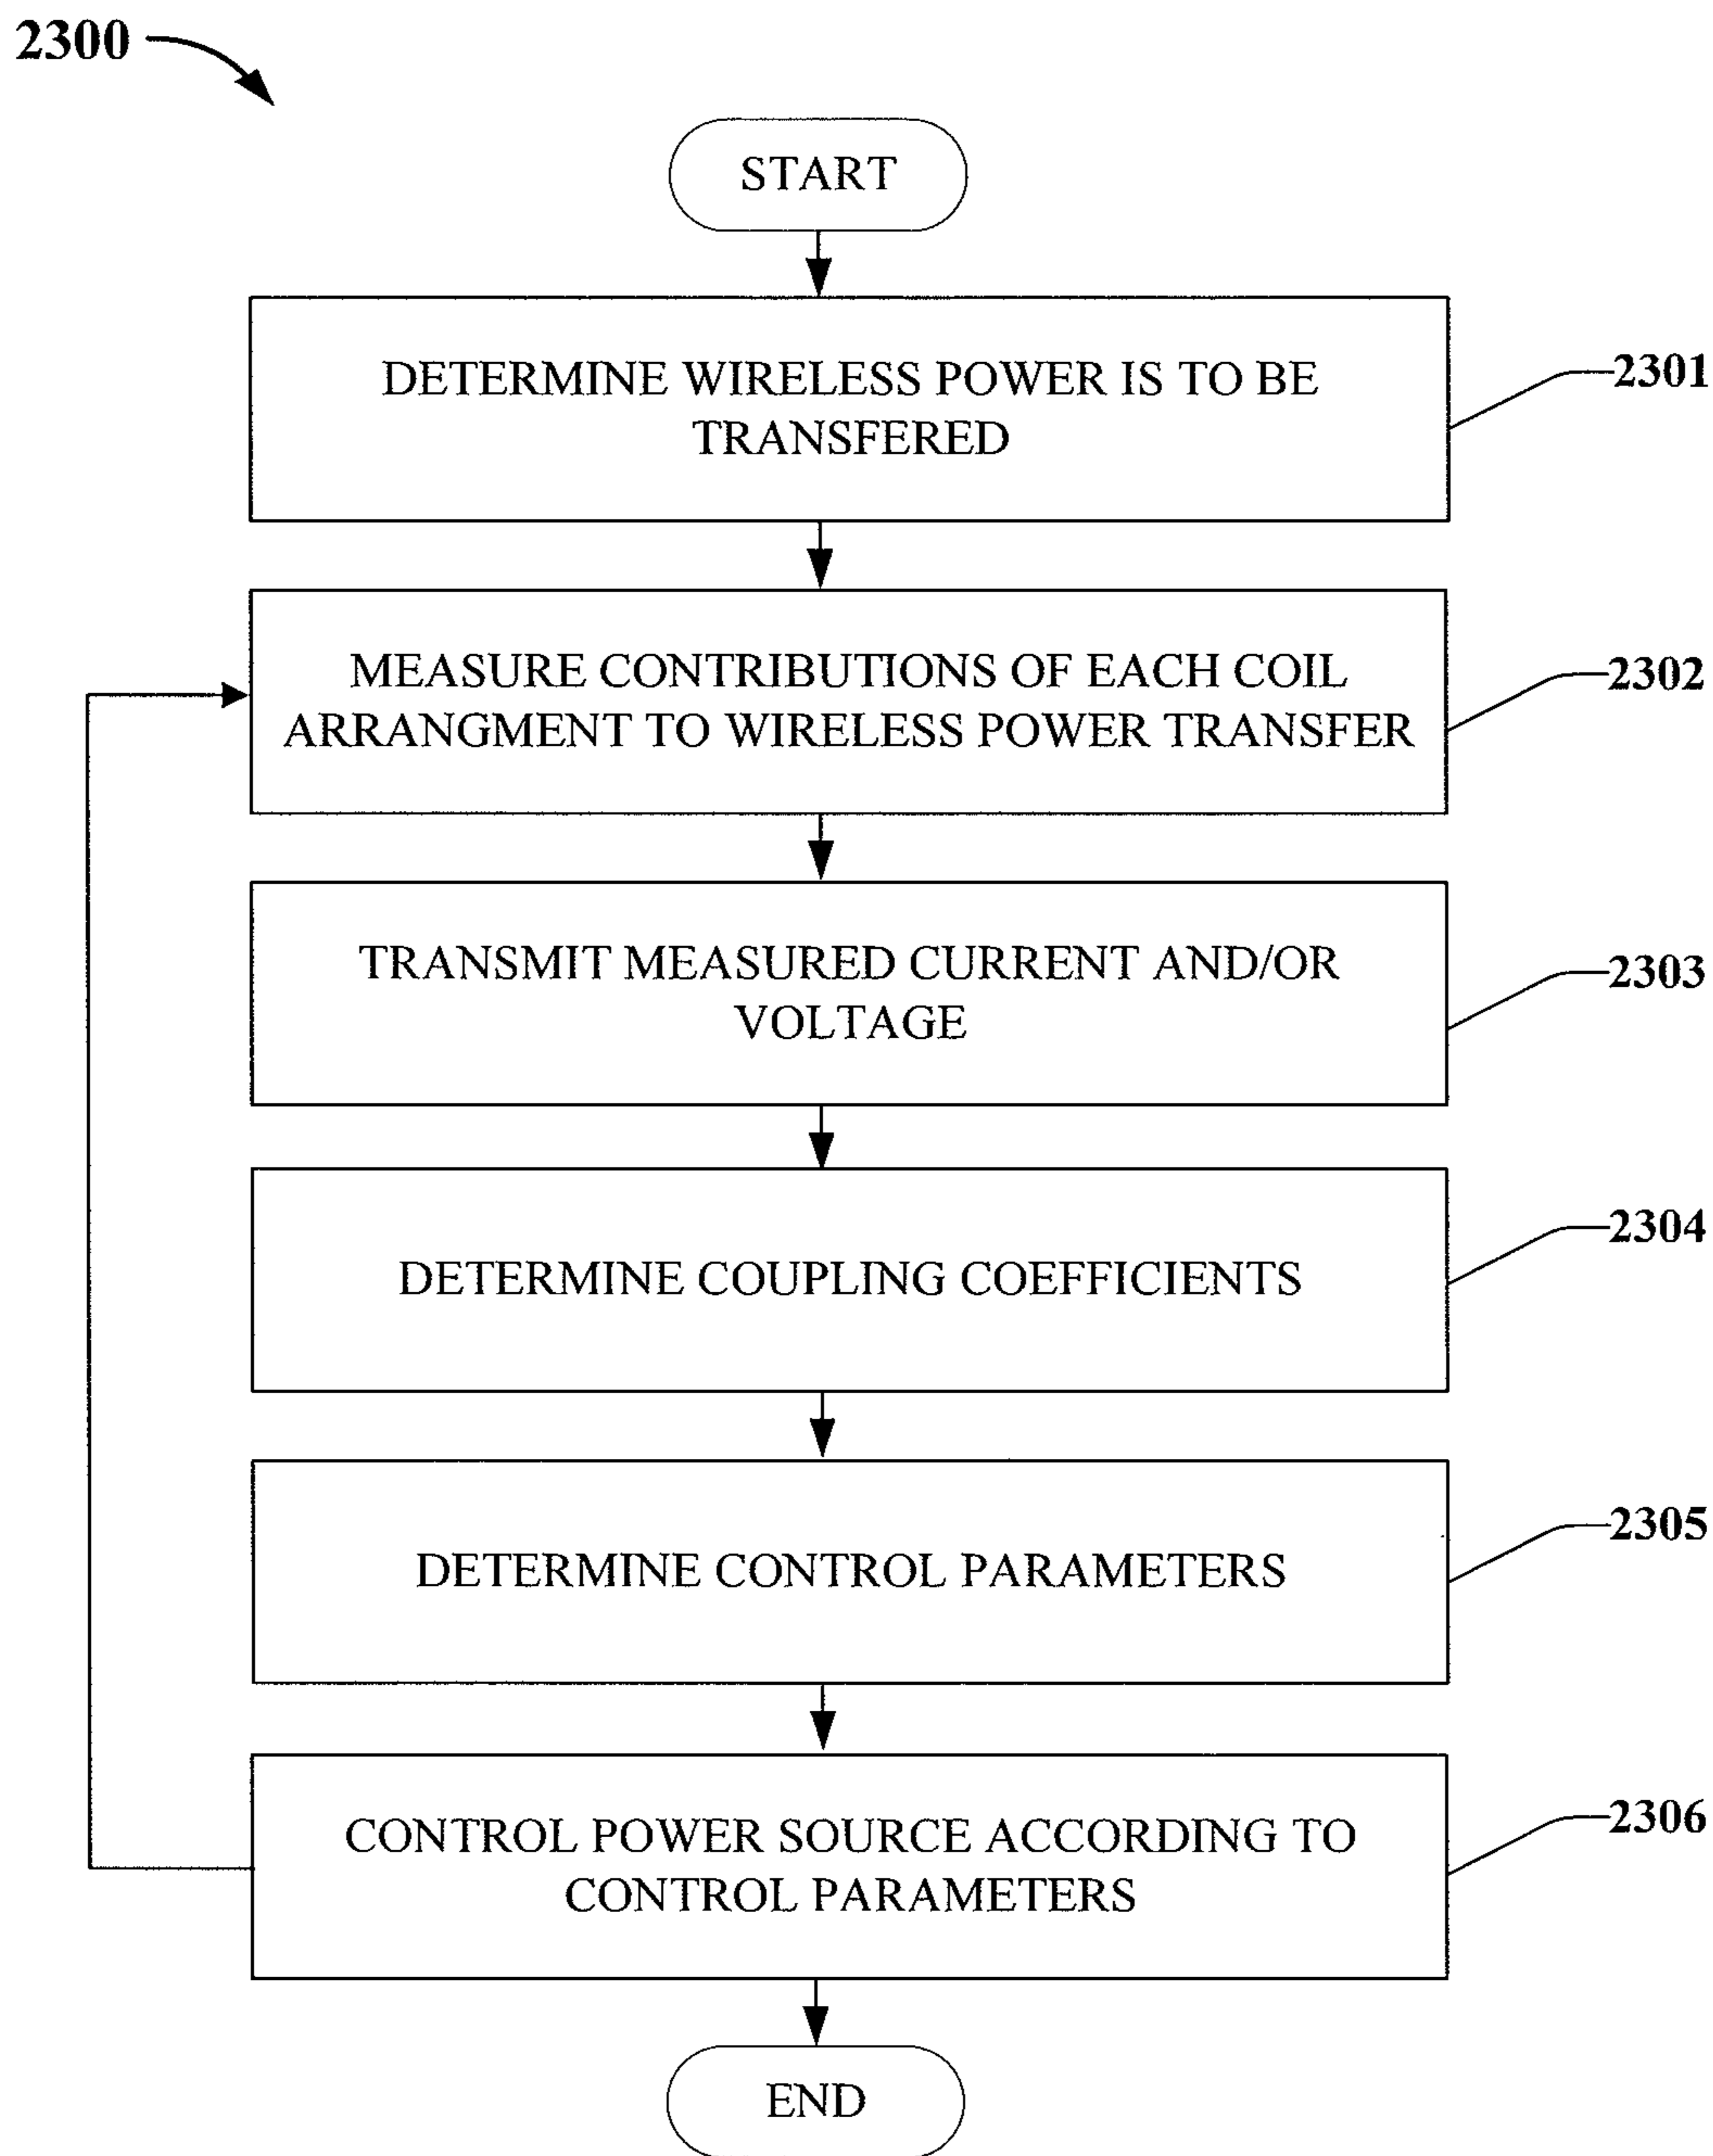 2300
START
DETERMINE WIRELESS POWER IS TO BE
TRANSFERED
2301
MEASURE CONTRIBUTIONS OF EACH COIL
ARRANGMENT TO WIRELESS POWER TRANSFER
2302
TRANSMIT MEASURED CURRENT AND/OR
VOLTAGE
2303
DETERMINE COUPLING COEFFICIENTS
2304
DETERMINE CONTROL PARAMETERS
2305
CONTROL POWER SOURCE ACCORDING TO
CONTROL PARAMETERS
2306
END